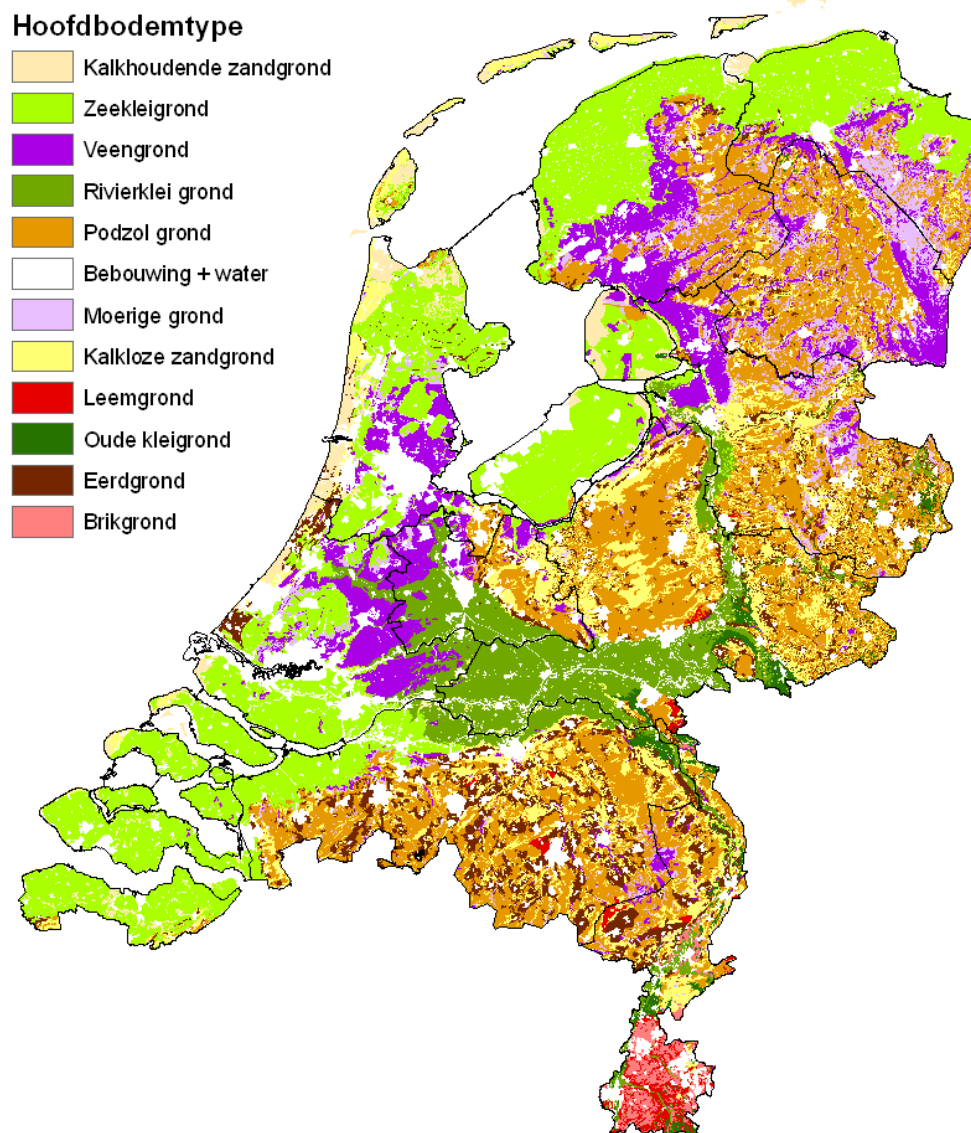 Hoofdbodemtype
Kalkhoudende zandgrond
Zeekleigrond
Veengrond
Rivierklei grond
Podzol grond
Bebouwing + water
Moerige grond
Kalkloze zandgrond
Leemgrond
Oude kleigrond
Eerdgrond
Brikgrond